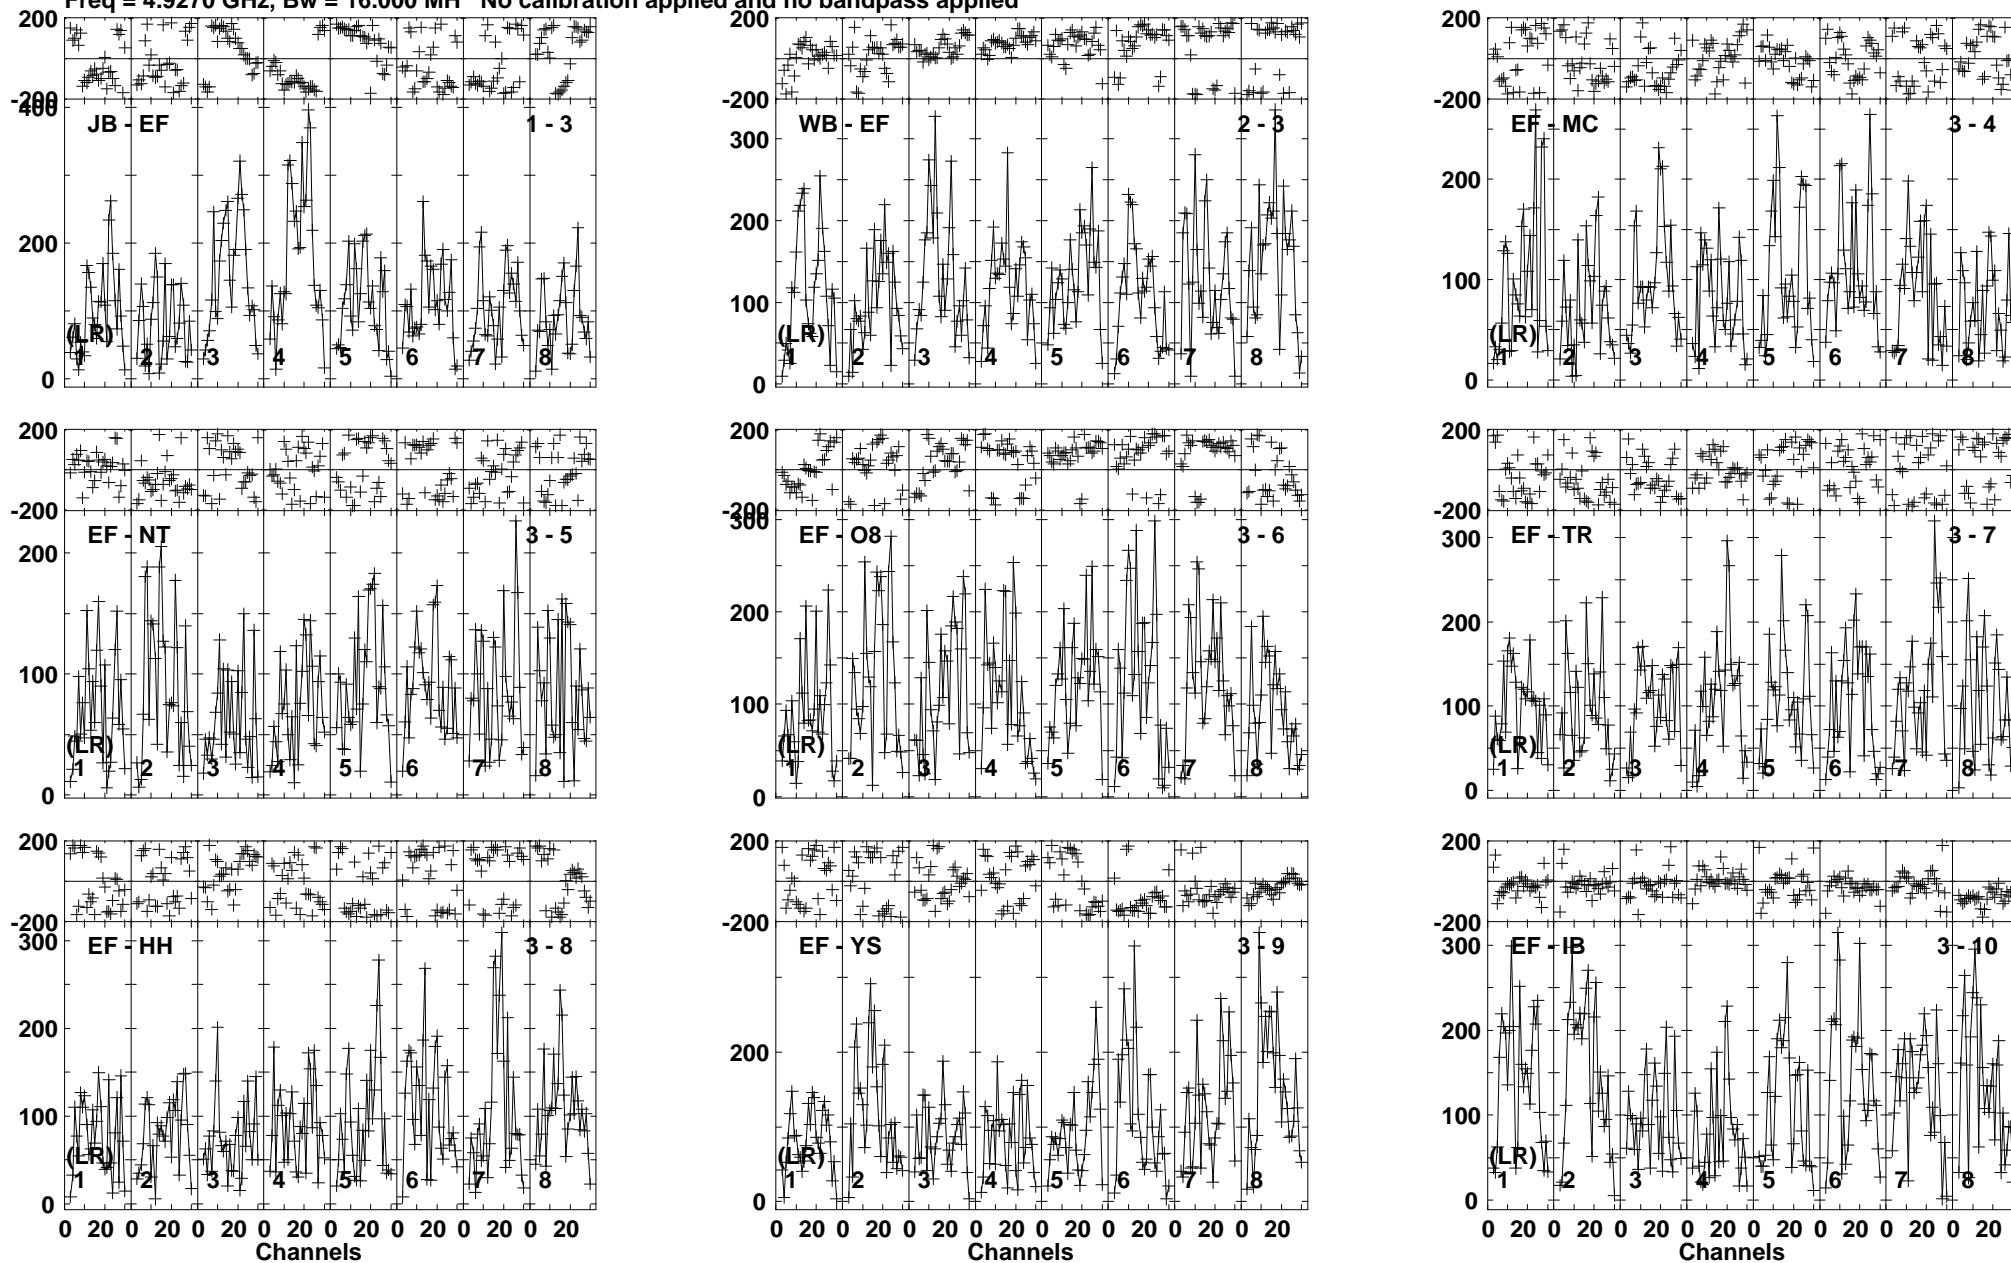 Freq = 4.9270 GHz, Bw = 16.000 MH No calibration applied and no bandpass applied
200 200 200
-200 -200 -200
400
JB - EF 1 - 3 WB - EF 2 - 3 EF - MC 3 - 4
300
200 200 200
100 100
(LR) (LR) (LR)
1 2 3 4 5 6 7 8 1 2 3 4 5 6 7 8 1 2 3 4 5 6 7 8
0 0 0
200 200 200
-200 -200 -200
300
EF - NT 3 - 5 EF - O8 3 - 6 EF - TR 3 - 7
300
200 200 200
100 100 100
(LR) (LR) (LR)
1 2 3 4 5 6 7 8 1 2 3 4 5 6 7 8 1 2 3 4 5 6 7 8
0 0 0
200 200 200
-200 -200 -200
EF - HH 3 - 8 EF - YS 3 - 9 EF - IB 3 - 10
300 300
200 200 200
100 100
(LR) (LR) (LR)
1 2 3 4 5 6 7 8 1 2 3 4 5 6 7 8 1 2 3 4 5 6 7 8
0 0 0
0 20 0 20 0 20 0 20 0 20 0 20 0 20 0 20 0 20 0 20 0 20 0 20 0 20 0 20 0 20 0 20 0 20 0 20 0 20 0 20 0 20 0 20 0 20 0 20
Channels Channels Channels